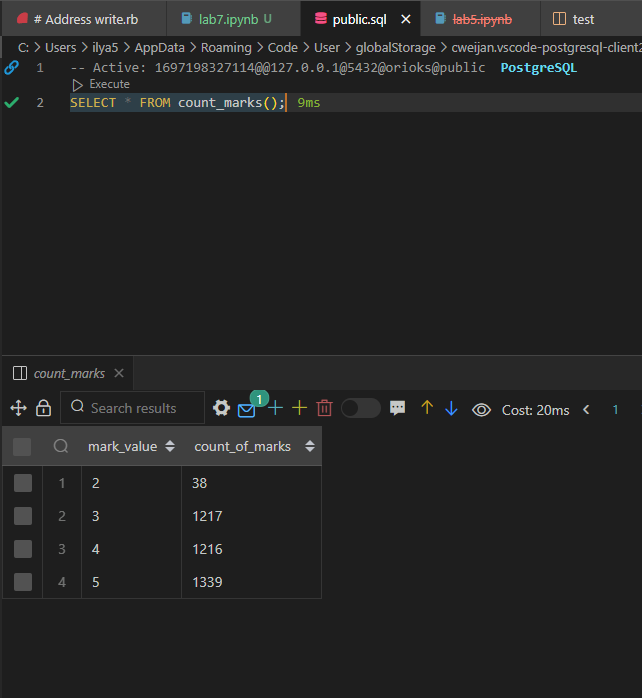 # Address write.rb lab7.ipynb U public.sql lab5.ipynb test
C: > Users > ilya5 > AppData > Roaming > Code > User > globalStorage > cweijan.vscode-postgresql-client2
1 -- Active: 1697198327114@@127.0.0.1@5432@orioks@public PostgreSQL
Execute
2 SELECT * FROM count_marks(); 9ms
count_marks
Search results 1 Cost: 20ms 1
mark_value count_of_marks
1 2 38
2 3 1217
3 4 1216
4 5 1339